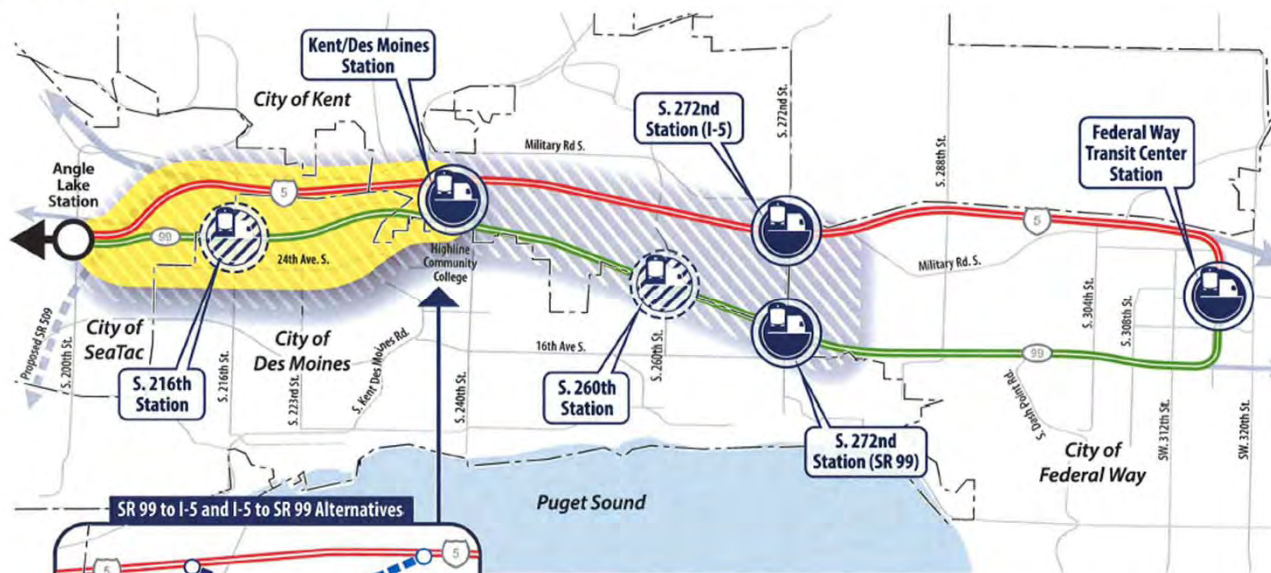 Kent/Des Moines
Station
City of Kent
S. 272nd
Station (I-5)
S. 272nd St.
Military Rd S.
S. 288th St.
Federal Way
Transit Center
Station
Angle
Lake
Station
5
99
24th Ave. S.
Highline
Community
College
5
Military Rd. S.
S. 304th St.
S. 308th St.
Proposed SR 509
S. 200th St.
City of
SeaTac
S. 216th St.
City of
Des Moines
S. 223rd St.
S. Kent Des Moines Rd.
S. 240th St.
16th Ave S.
S. 260th St.
99
S. Dash Point Rd.
SW. 312th St.
SW. 320th St.
S. 216th
Station
S. 260th
Station
S. 272nd
Station (SR 99)
City of
Federal Way
Puget Sound
SR 99 to I-5 and I-5 to SR 99 Alternatives
5
5